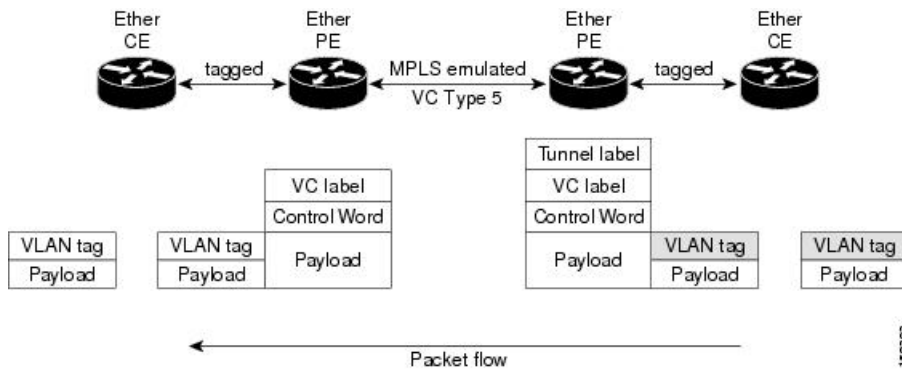 Ether
CE
Ether
PE
Ether
PE
Ether
CE
tagged
MPLS emulated
VC Type 5
tagged
Tunnel label
VC label
VC label
Control Word
Control Word
VLAN tag
VLAN tag
Payload
Payload
VLAN tag
VLAN tag
Payload
Payload
Payload
Payload
Packet flow